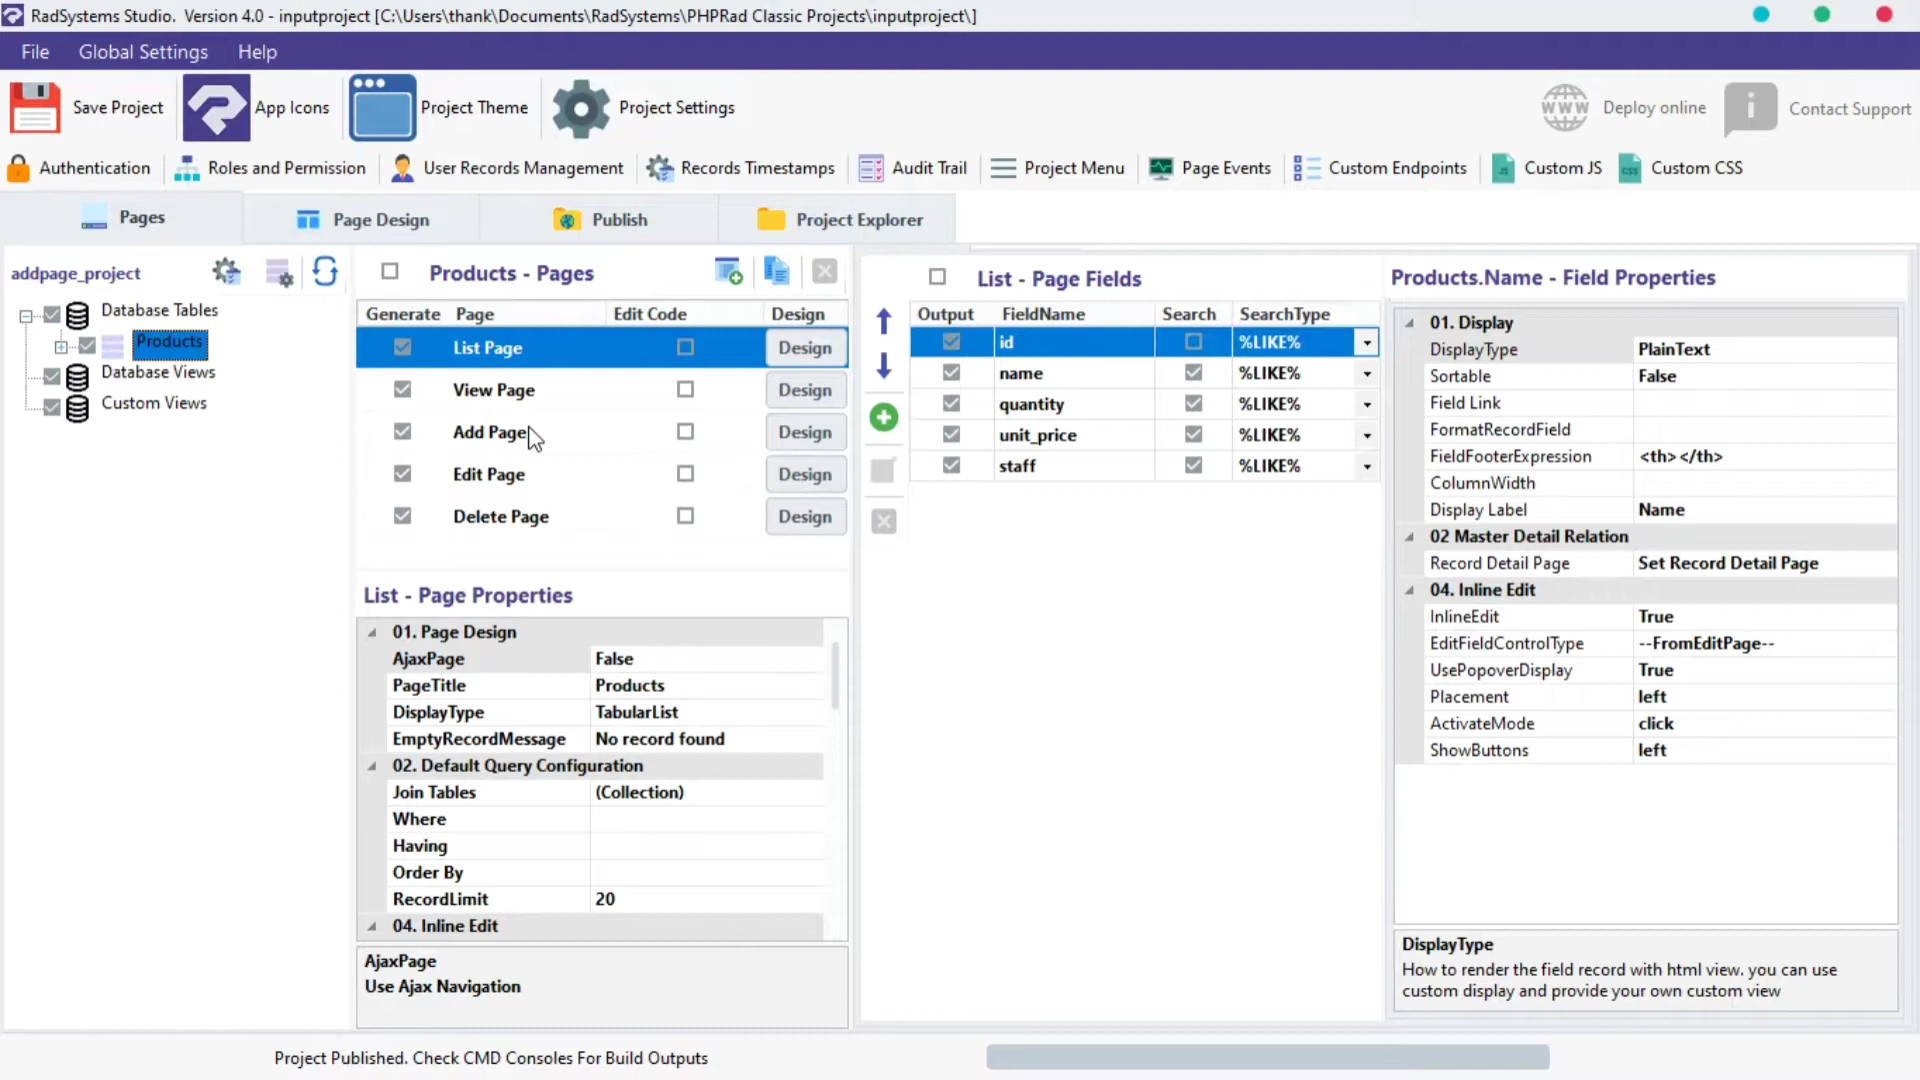 RadSystems Studio.  Version 4.0 - inputproject [C:\Users\thank\Documents\RadSystems\PHPRad Classic Projects\inputproject\]
File Global Settings Help
Save Project App Icons Project Theme Project Settings Deploy online Contact Support
Authentication Roles and Permission User Records Management Records Timestamps Audit Trail Project Menu Page Events Custom Endpoints Custom JS Custom CSS
Pages Page Design Publish Project Explorer
addpage_project
Database Tables
Products
Database Views
Custom Views
Products - Pages
Generate Page Edit Code Design
List Page Design
View Page Design
Add Page Design
Edit Page Design
Delete Page Design
List - Page Properties
01. Page Design
AjaxPage False
PageTitle Products
DisplayType TabularList
EmptyRecordMessage No record found
02. Default Query Configuration
Join Tables (Collection)
Where
Having
Order By
RecordLimit 20
04. Inline Edit
AjaxPage
Use Ajax Navigation
List - Page Fields
Output FieldName Search SearchType
id %LIKE%
name %LIKE%
quantity %LIKE%
unit_price %LIKE%
staff %LIKE%
Products.Name - Field Properties
01. Display
DisplayType PlainText
Sortable False
Field Link
FormatRecordField
FieldFooterExpression <th></th>
ColumnWidth
Display Label Name
02 Master Detail Relation
Record Detail Page Set Record Detail Page
04. Inline Edit
InlineEdit True
EditFieldControlType --FromEditPage--
UsePopoverDisplay True
Placement left
ActivateMode click
ShowButtons left
DisplayType
How to render the field record with html view. you can use
custom display and provide your own custom view
Project Published. Check CMD Consoles For Build Outputs